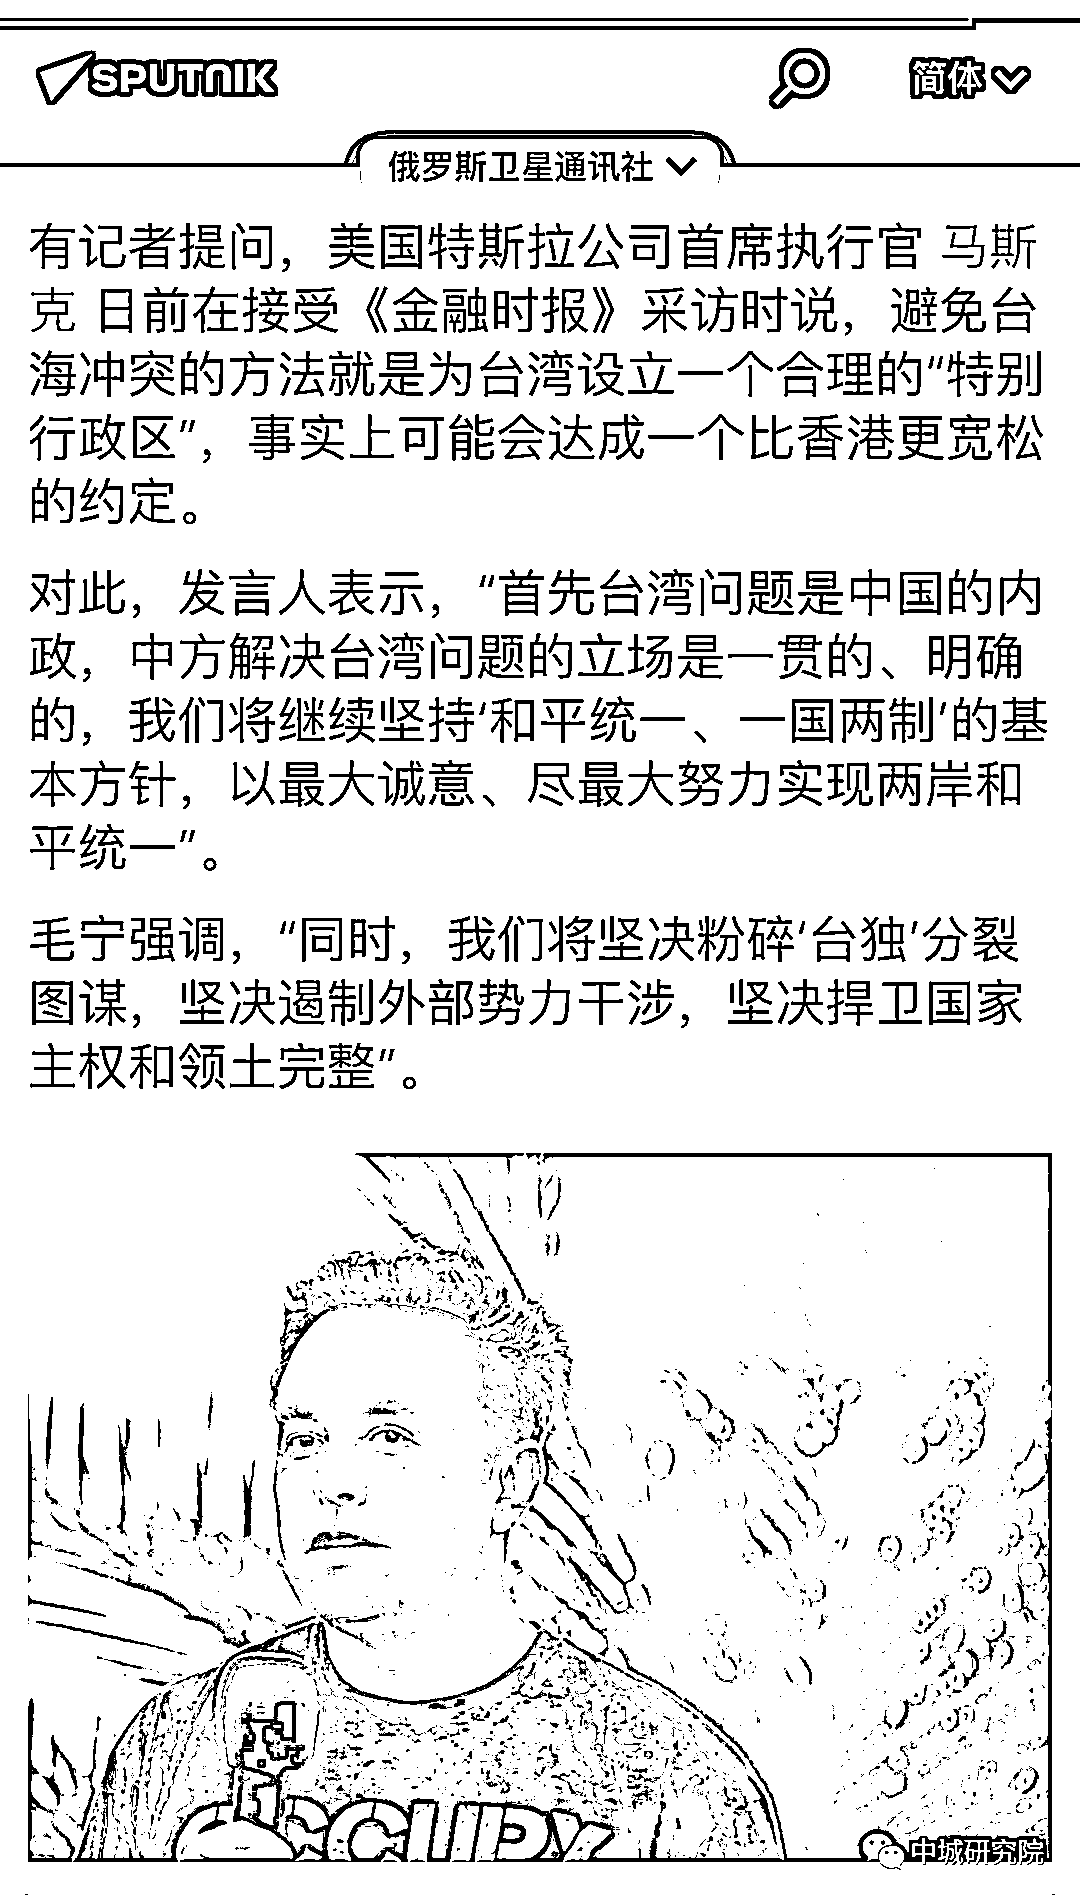 SPUTNIK
简体
俄罗斯卫星通讯社
有记者提问，美国特斯拉公司首席执行官 马斯
克 日前在接受《金融时报》采访时说，避免台
海冲突的方法就是为台湾设立一个合理的“特别
行政区”，事实上可能会达成一个比香港更宽松
的约定。
对此，发言人表示，“首先台湾问题是中国的内
政，中方解决台湾问题的立场是一贯的、明确
的，我们将继续坚持‘和平统一、一国两制’的基
本方针，以最大诚意、尽最大努力实现两岸和
平统一”。
毛宁强调，“同时，我们将坚决粉碎‘台独’分裂
图谋，坚决遏制外部势力干涉，坚决捍卫国家
主权和领土完整”。
OCCUPY
中城研究院